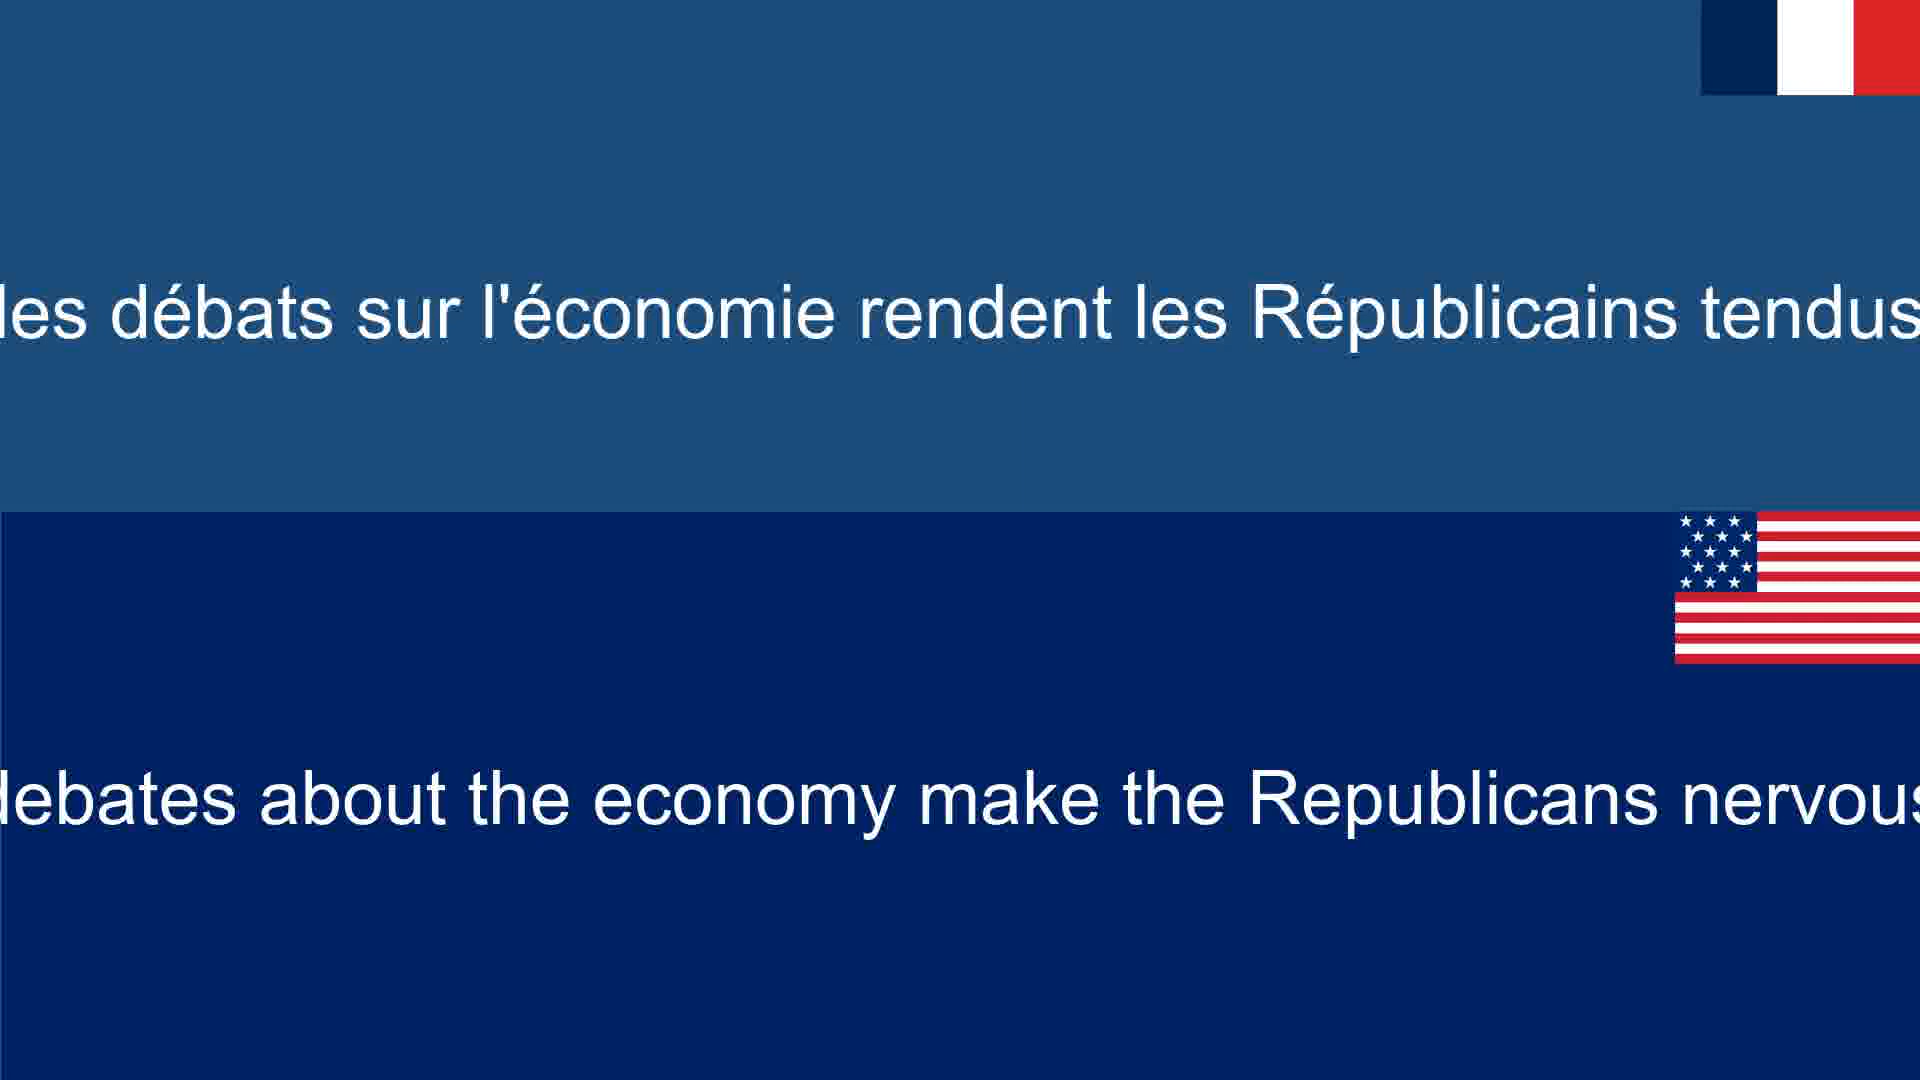 les débats sur l'économie rendent les Républicains tendus
debates about the economy make the Republicans nervous